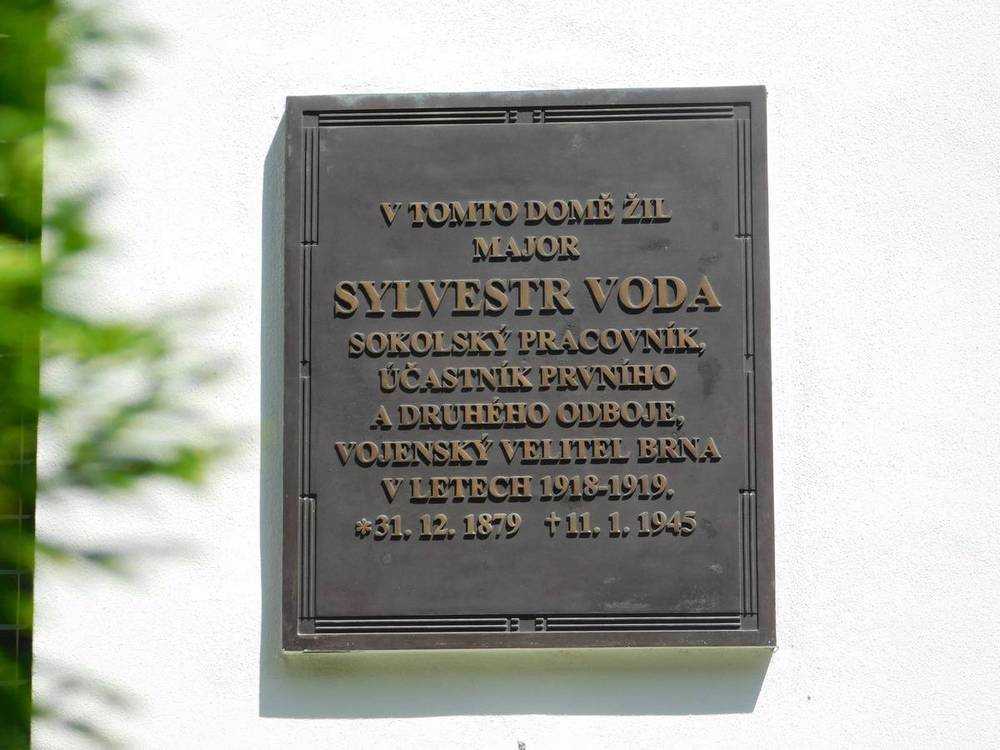 V TOMTO DOMĚ ŽIL
MAJOR
SYLVESTR VODA
SOKOLSKÝ PRACOVNÍK,
ÚČASTNÍK PRVNÍHO
A DRUHÉHO ODBOJE,
VOJENSKÝ VELITEL BRNA
V LETECH 1918-1919.
*31. 12. 1879 †11. 1. 1945